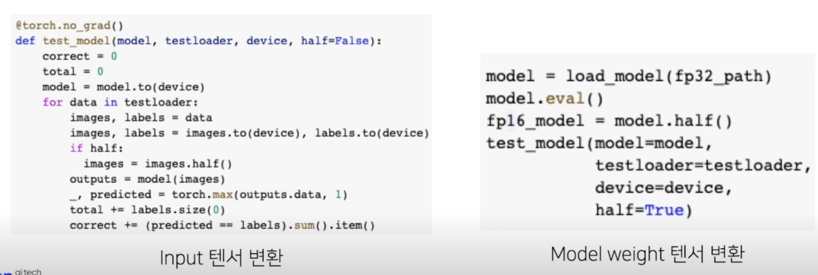 @torch.no_grad()
def test_model(model, testloader, device, half=False):
    correct = 0
    total = 0
    model = model.to(device)
    for data in testloader:
        images, labels = data
        images, labels = images.to(device), labels.to(device)
        if half:
          images = images.half()
        outputs = model(images)
        _, predicted = torch.max(outputs.data, 1)
        total += labels.size(0)
        correct += (predicted == labels).sum().item()
Input 텐서 변환
model = load_model(fp32_path)
model.eval()
fp16_model = model.half()
test_model(model=model,
           testloader=testloader,
           device=device,
           half=True)
Model weight 텐서 변환
ai tech